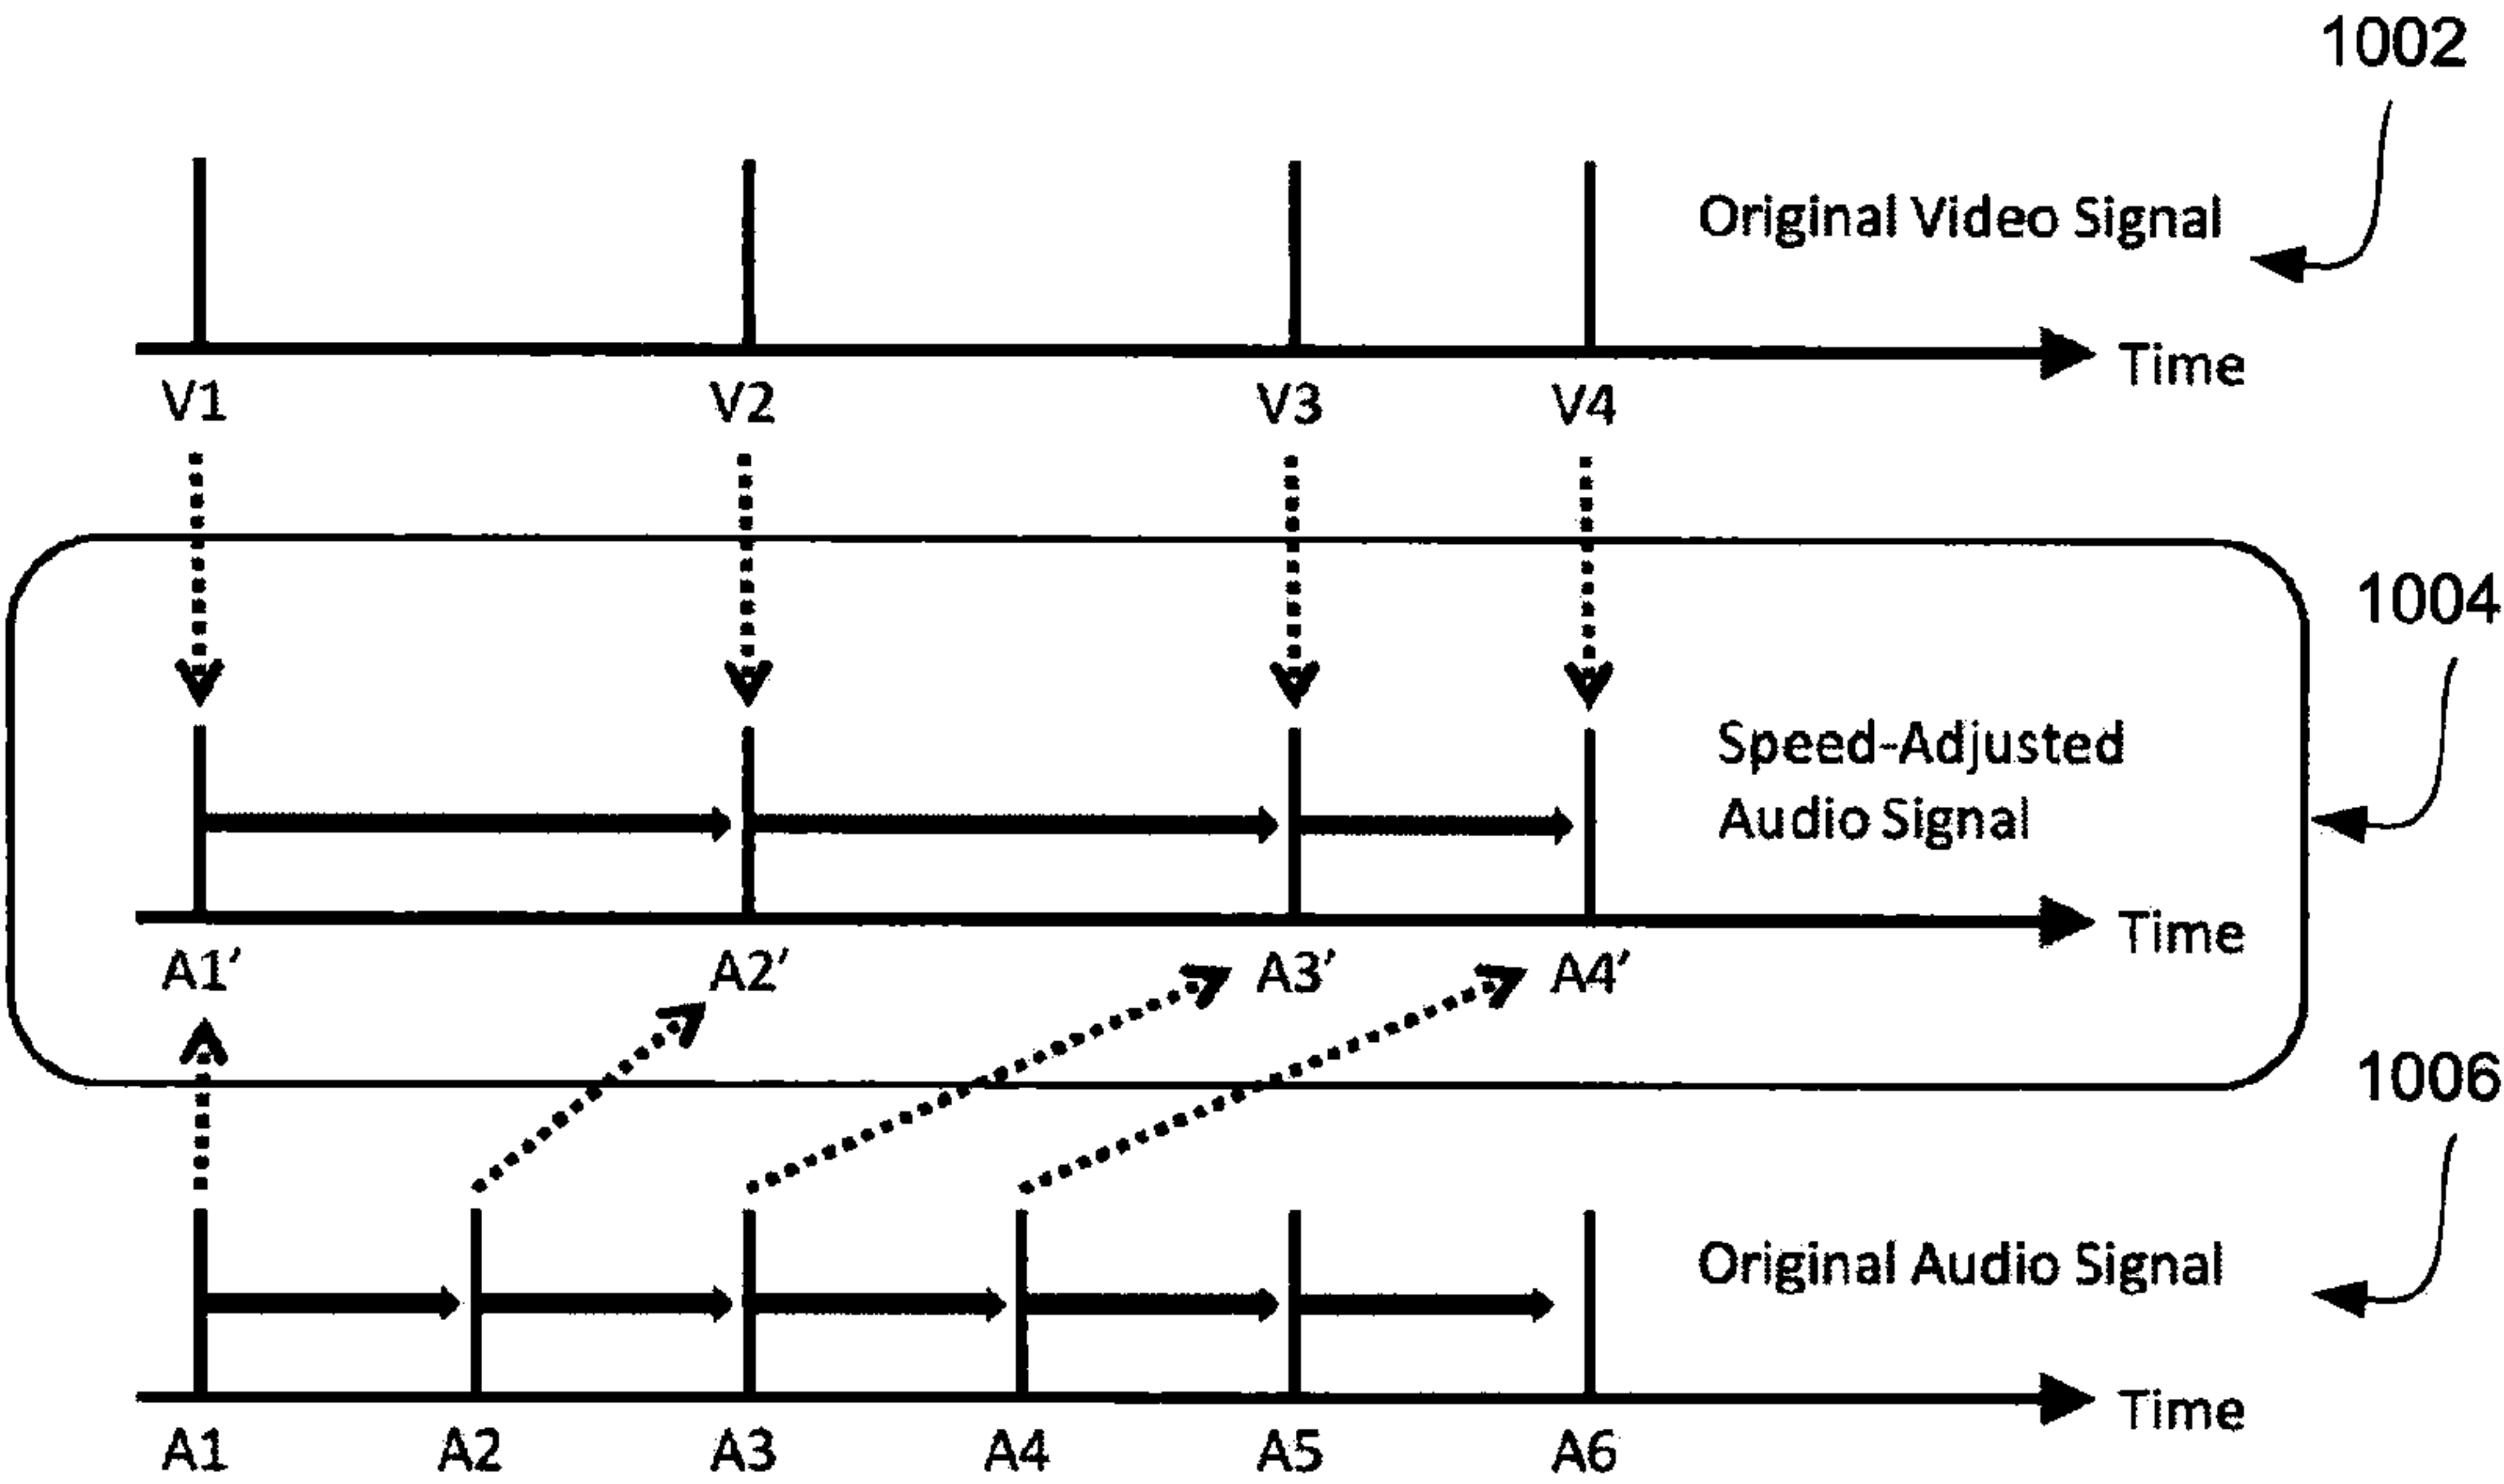 1002
Original Video Signal
Time
V1 V2 V3 V4
1004
Speed-Adjusted
Audio Signal
Time
A1′ A2′ A3′ A4′
1006
Original Audio Signal
Time
A1 A2 A3 A4 A5 A6